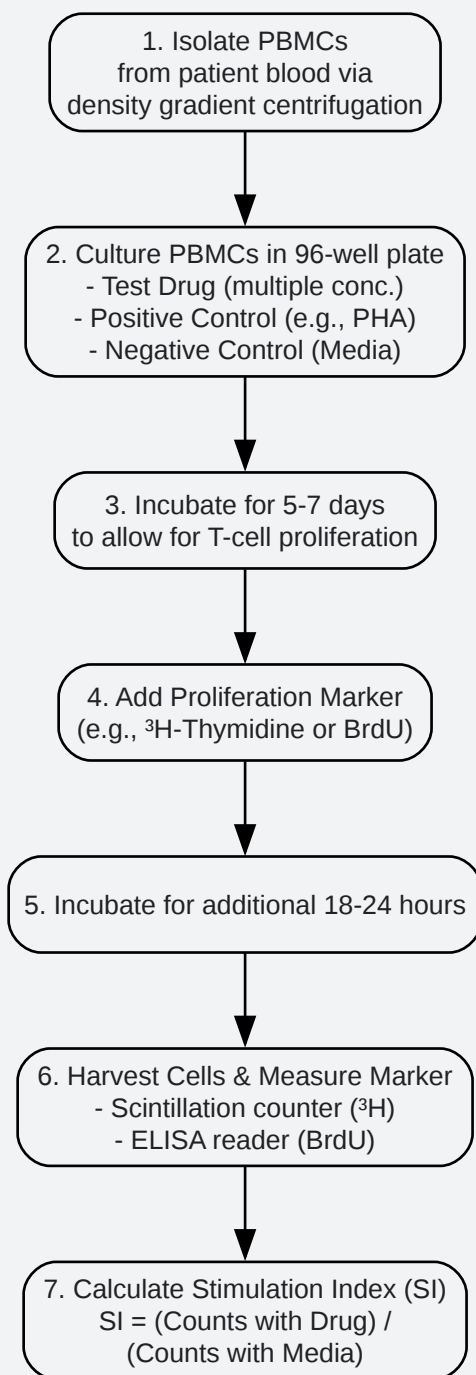 1. Isolate PBMCs
from patient blood via
density gradient centrifugation
2. Culture PBMCs in 96-well plate
- Test Drug (multiple conc.)
- Positive Control (e.g., PHA)
- Negative Control (Media)
3. Incubate for 5-7 days
to allow for T-cell proliferation
4. Add Proliferation Marker
(e.g., ³H-Thymidine or BrdU)
5. Incubate for additional 18-24 hours
6. Harvest Cells & Measure Marker
- Scintillation counter (³H)
- ELISA reader (BrdU)
7. Calculate Stimulation Index (SI)
SI = (Counts with Drug) /
(Counts with Media)